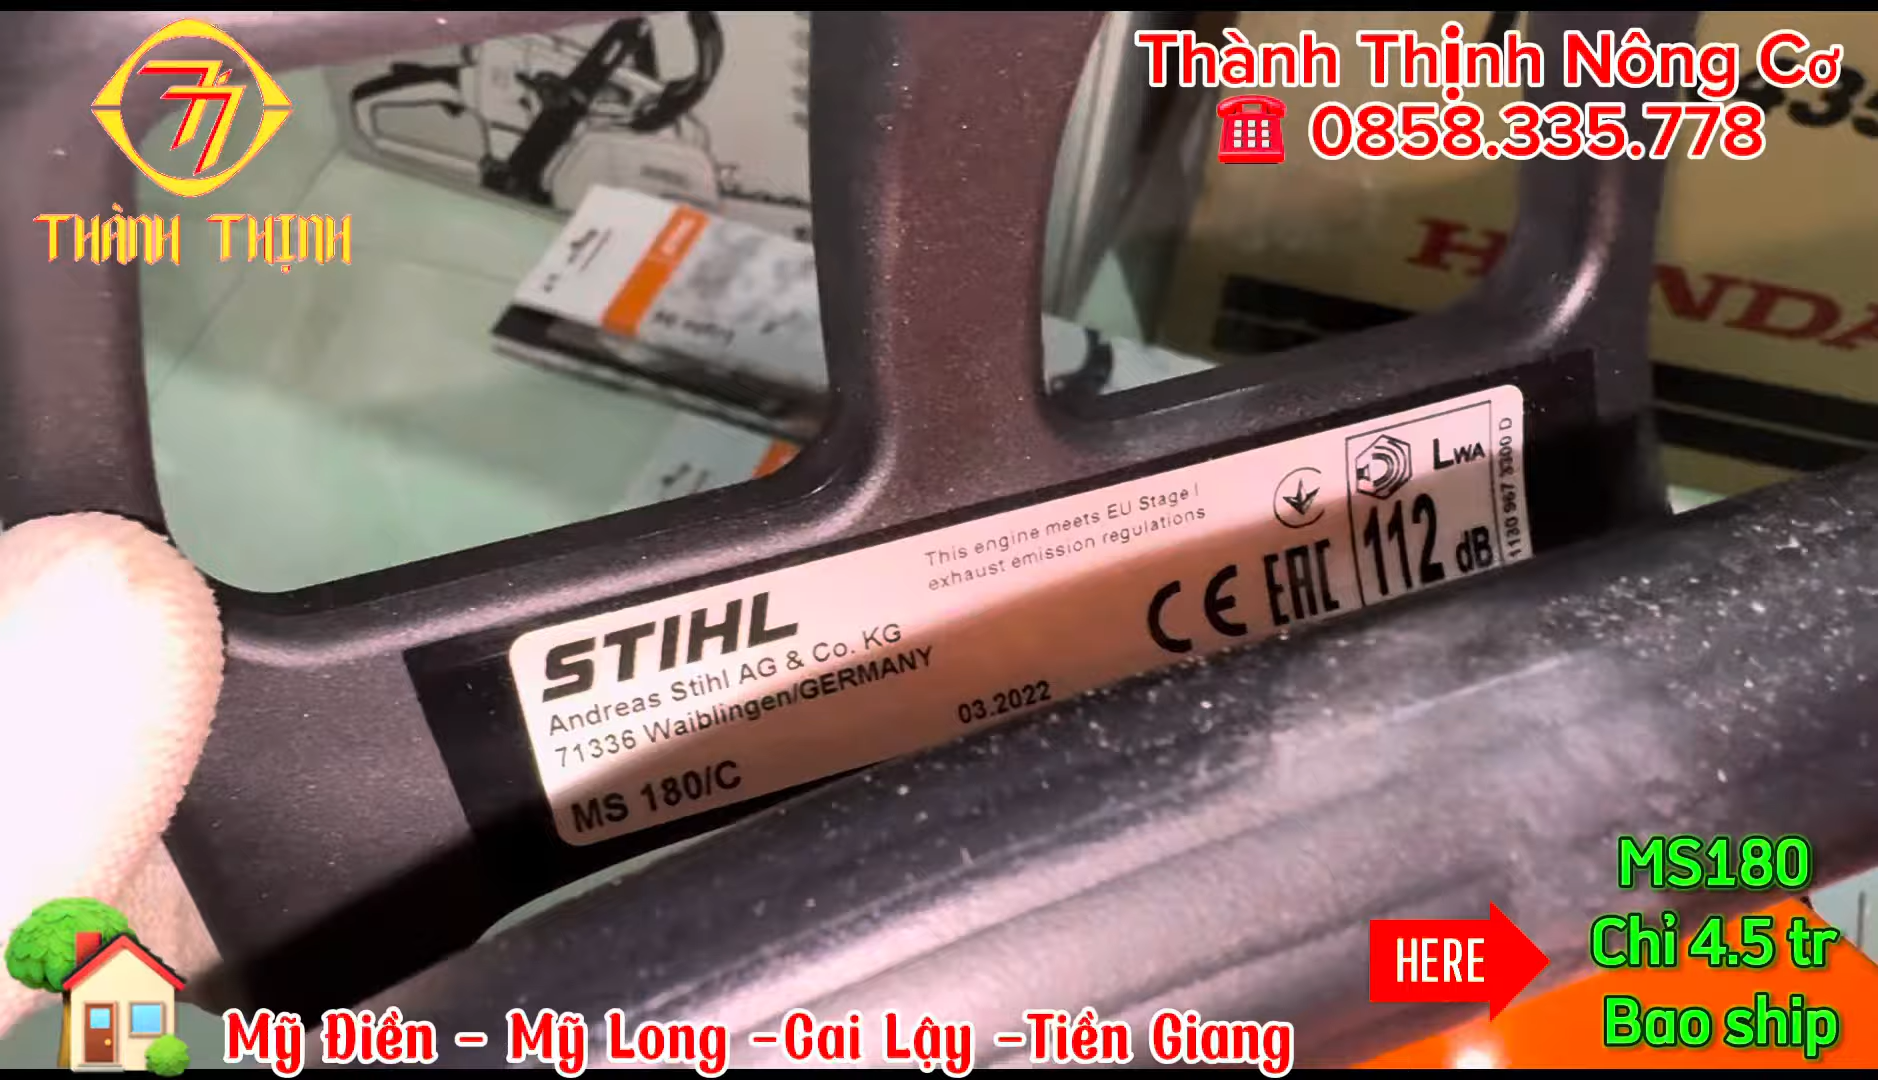 THÀNH THỊNH
Thành Thịnh Nông Cơ
0858.335.778
HONDA
This engine meets EU Stage I
exhaust emission regulations
LWA
112 dB
1130 967 3300 D
CE EAC
STIHL
Andreas Stihl AG & Co. KG
71336 Waiblingen/GERMANY
03.2022
MS 180/C
MS180
HERE
Chỉ 4.5 tr
Bao ship
Mỹ Điền - Mỹ Long -Cai Lậy -Tiền Giang